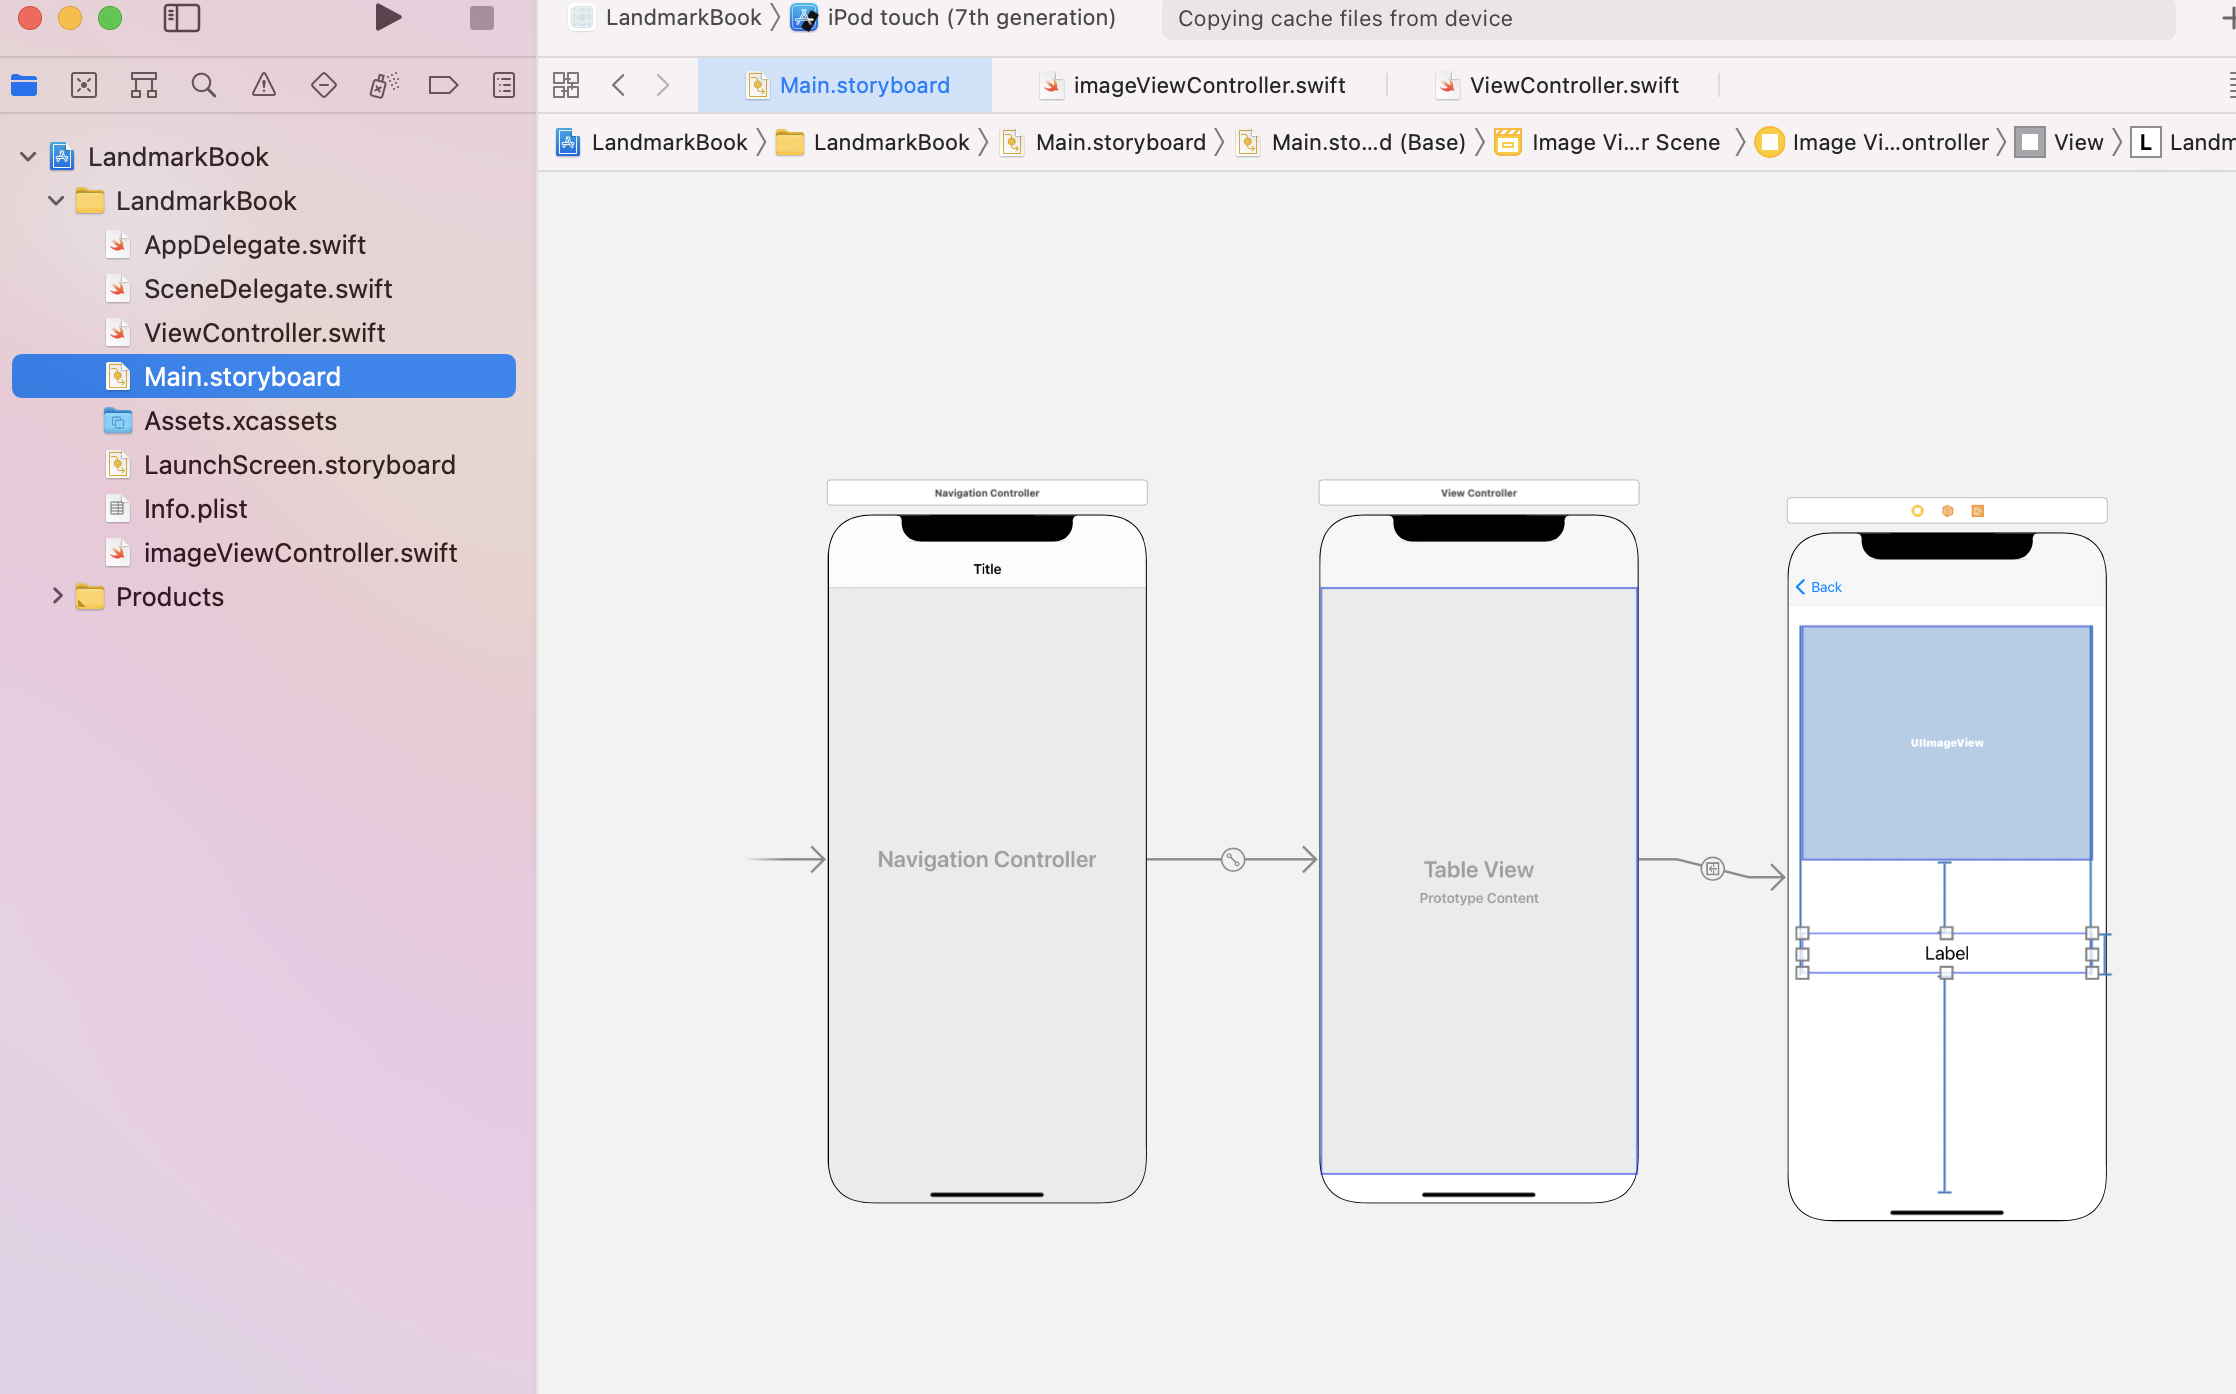 LandmarkBook
iPod touch (7th generation)
Copying cache files from device
Main.storyboard
imageViewController.swift
ViewController.swift
LandmarkBook
LandmarkBook
Main.storyboard
Main.sto...d (Base)
Image Vi...r Scene
Image Vi...ontroller
View
L
Landm
LandmarkBook
LandmarkBook
AppDelegate.swift
SceneDelegate.swift
ViewController.swift
Main.storyboard
Assets.xcassets
LaunchScreen.storyboard
Info.plist
imageViewController.swift
Products
Navigation Controller
Title
Navigation Controller
View Controller
Table View
Prototype Content
Back
UIImageView
Label